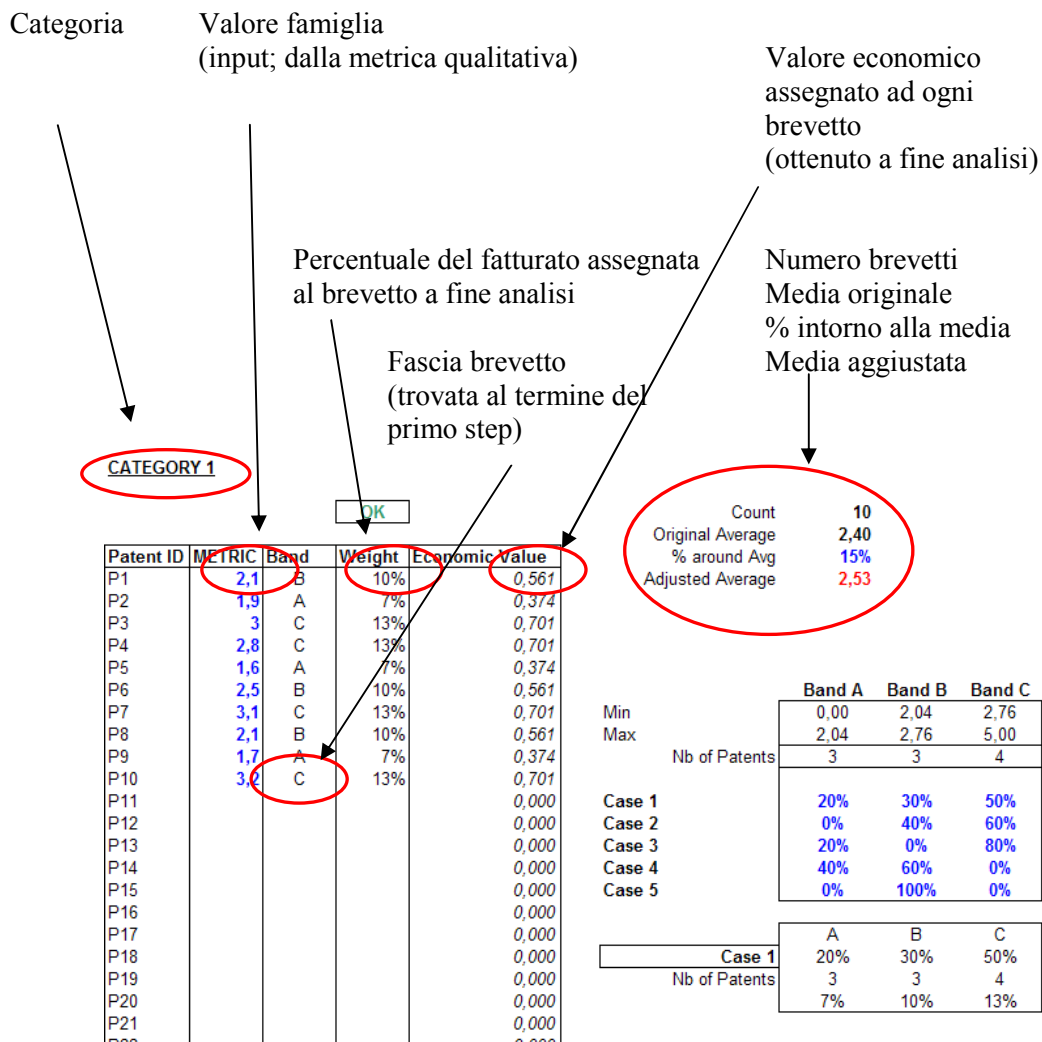 Categoria
Valore famiglia
(input; dalla metrica qualitativa)
Valore economico
assegnato ad ogni
brevetto
(ottenuto a fine analisi)
Percentuale del fatturato assegnata
al brevetto a fine analisi
Numero brevetti
Media originale
% intorno alla media
Media aggiustata
Fascia brevetto
(trovata al termine del
primo step)
CATEGORY 1
OK
Count 10
Original Average 2,40
% around Avg 15%
Adjusted Average 2,53
Patent ID METRIC Band Weight Economic Value
P1 2,1 B 10% 0,561
P2 1,9 A 7% 0,374
P3 3 C 13% 0,701
P4 2,8 C 13% 0,701
P5 1,6 A 7% 0,374
P6 2,5 B 10% 0,561
P7 3,1 C 13% 0,701
P8 2,1 B 10% 0,561
P9 1,7 A 7% 0,374
P10 3,2 C 13% 0,701
P11 0,000
P12 0,000
P13 0,000
P14 0,000
P15 0,000
P16 0,000
P17 0,000
P18 0,000
P19 0,000
P20 0,000
P21 0,000
Band A Band B Band C
Min 0,00 2,04 2,76
Max 2,04 2,76 5,00
Nb of Patents 3 3 4
Case 1 20% 30% 50%
Case 2 0% 40% 60%
Case 3 20% 0% 80%
Case 4 40% 60% 0%
Case 5 0% 100% 0%
A B C
Case 1 20% 30% 50%
Nb of Patents 3 3 4
7% 10% 13%